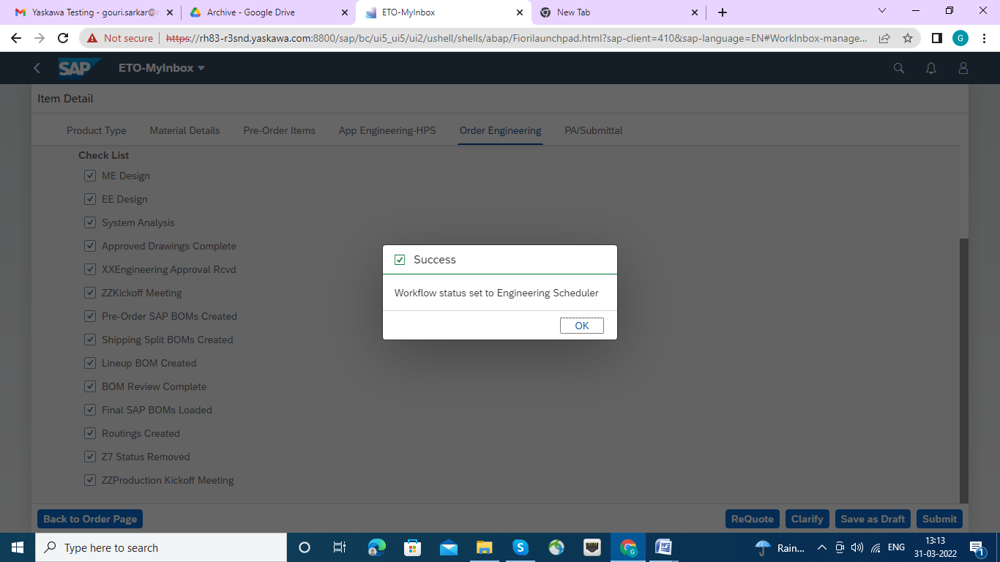 Yaskawa Testing - gouri.sarkar@
Archive - Google Drive
ETO-MyInbox
New Tab
Not secure
https://rh83-r3snd.yaskawa.com:8800/sap/bc/ui5_ui5/ui2/ushell/shells/abap/Fiorilaunchpad.html?sap-client=410&sap-language=EN#WorkInbox-manage...
G
SAP
ETO-MyInbox
Item Detail
Product Type
Material Details
Pre-Order Items
App Engineering-HPS
Order Engineering
PA/Submittal
Check List
ME Design
EE Design
System Analysis
Approved Drawings Complete
XXEngineering Approval Rcvd
ZZKickoff Meeting
Pre-Order SAP BOMs Created
Shipping Split BOMs Created
Lineup BOM Created
BOM Review Complete
Final SAP BOMs Loaded
Routings Created
Z7 Status Removed
ZZProduction Kickoff Meeting
Success
Workflow status set to Engineering Scheduler
OK
Back to Order Page
ReQuote
Clarify
Save as Draft
Submit
Type here to search
Rain...
ENG
13:13
31-03-2022
1